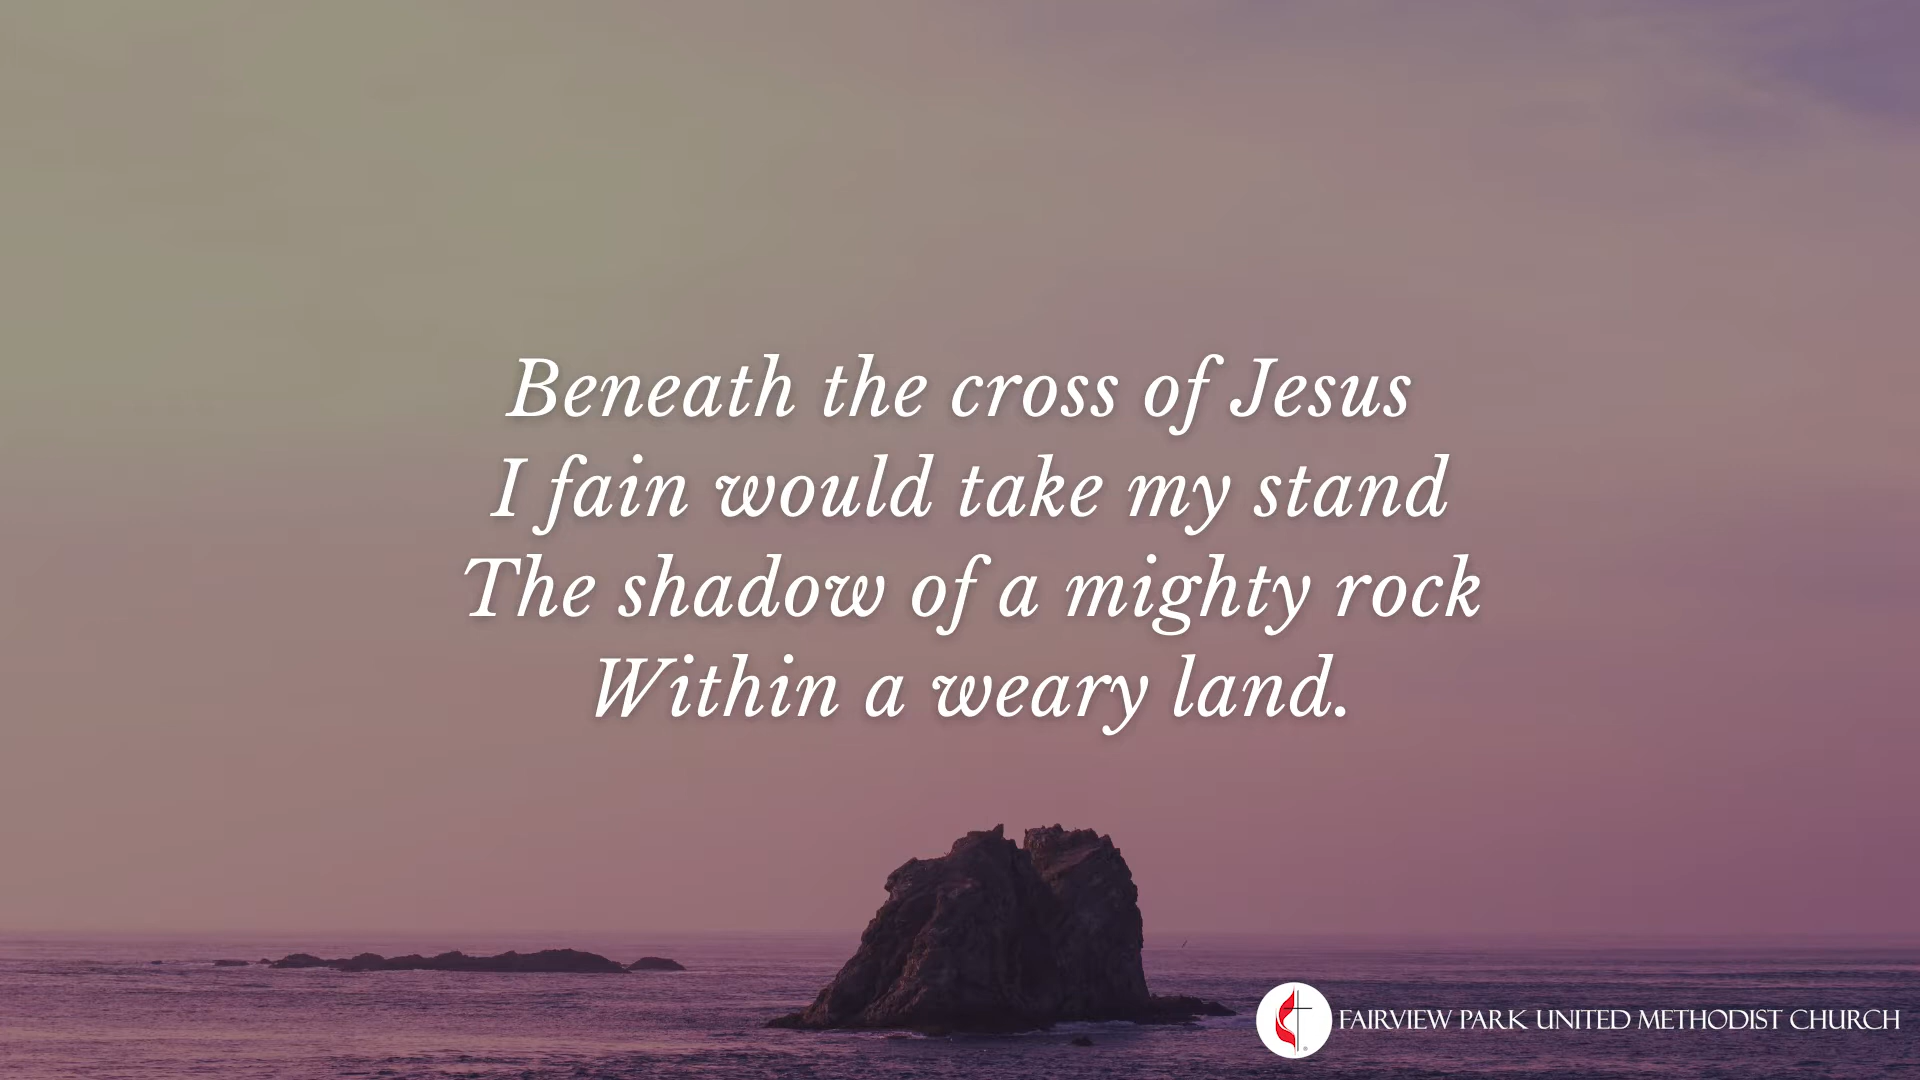 Beneath the cross of Jesus
I fain would take my stand
The shadow of a mighty rock
Within a weary land.
FAIRVIEW PARK UNITED METHODIST CHURCH